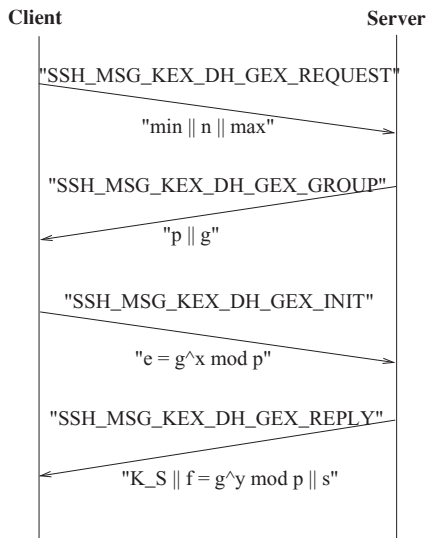 Client
Server
"SSH_MSG_KEX_DH_GEX_REQUEST"
"min || n || max"
"SSH_MSG_KEX_DH_GEX_GROUP"
"p || g"
"SSH_MSG_KEX_DH_GEX_INIT"
"e = g^x mod p"
"SSH_MSG_KEX_DH_GEX_REPLY"
"K_S || f = g^y mod p || s"